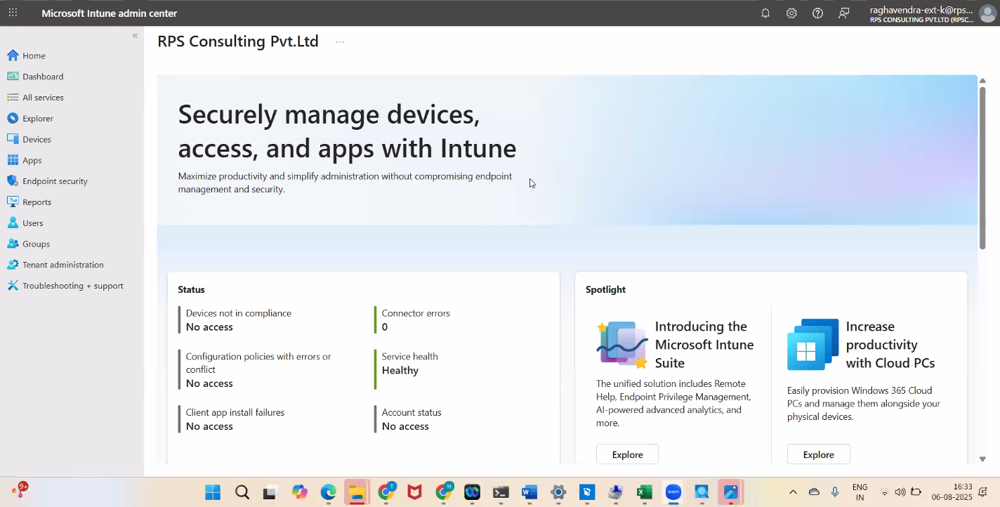 Microsoft Intune admin center
raghavendra-ext-k@rps...
RPS CONSULTING PVT.LTD (RPSC...
«
Home
Dashboard
All services
Explorer
Devices
Apps
Endpoint security
Reports
Users
Groups
Tenant administration
Troubleshooting + support
RPS Consulting Pvt.Ltd ...
Securely manage devices,
access, and apps with Intune
Maximize productivity and simplify administration without compromising endpoint
management and security.
Status
Devices not in compliance
No access
Configuration policies with errors or
conflict
No access
Client app install failures
No access
Connector errors
0
Service health
Healthy
Account status
No access
Spotlight
Introducing the
Microsoft Intune
Suite
The unified solution includes Remote
Help, Endpoint Privilege Management,
AI-powered advanced analytics, and
more.
Explore
Increase
productivity
with Cloud PCs
Easily provision Windows 365 Cloud
PCs and manage them alongside your
physical devices.
Explore
9+
T
H
zoom
ENG
IN
16:33
06-08-2025